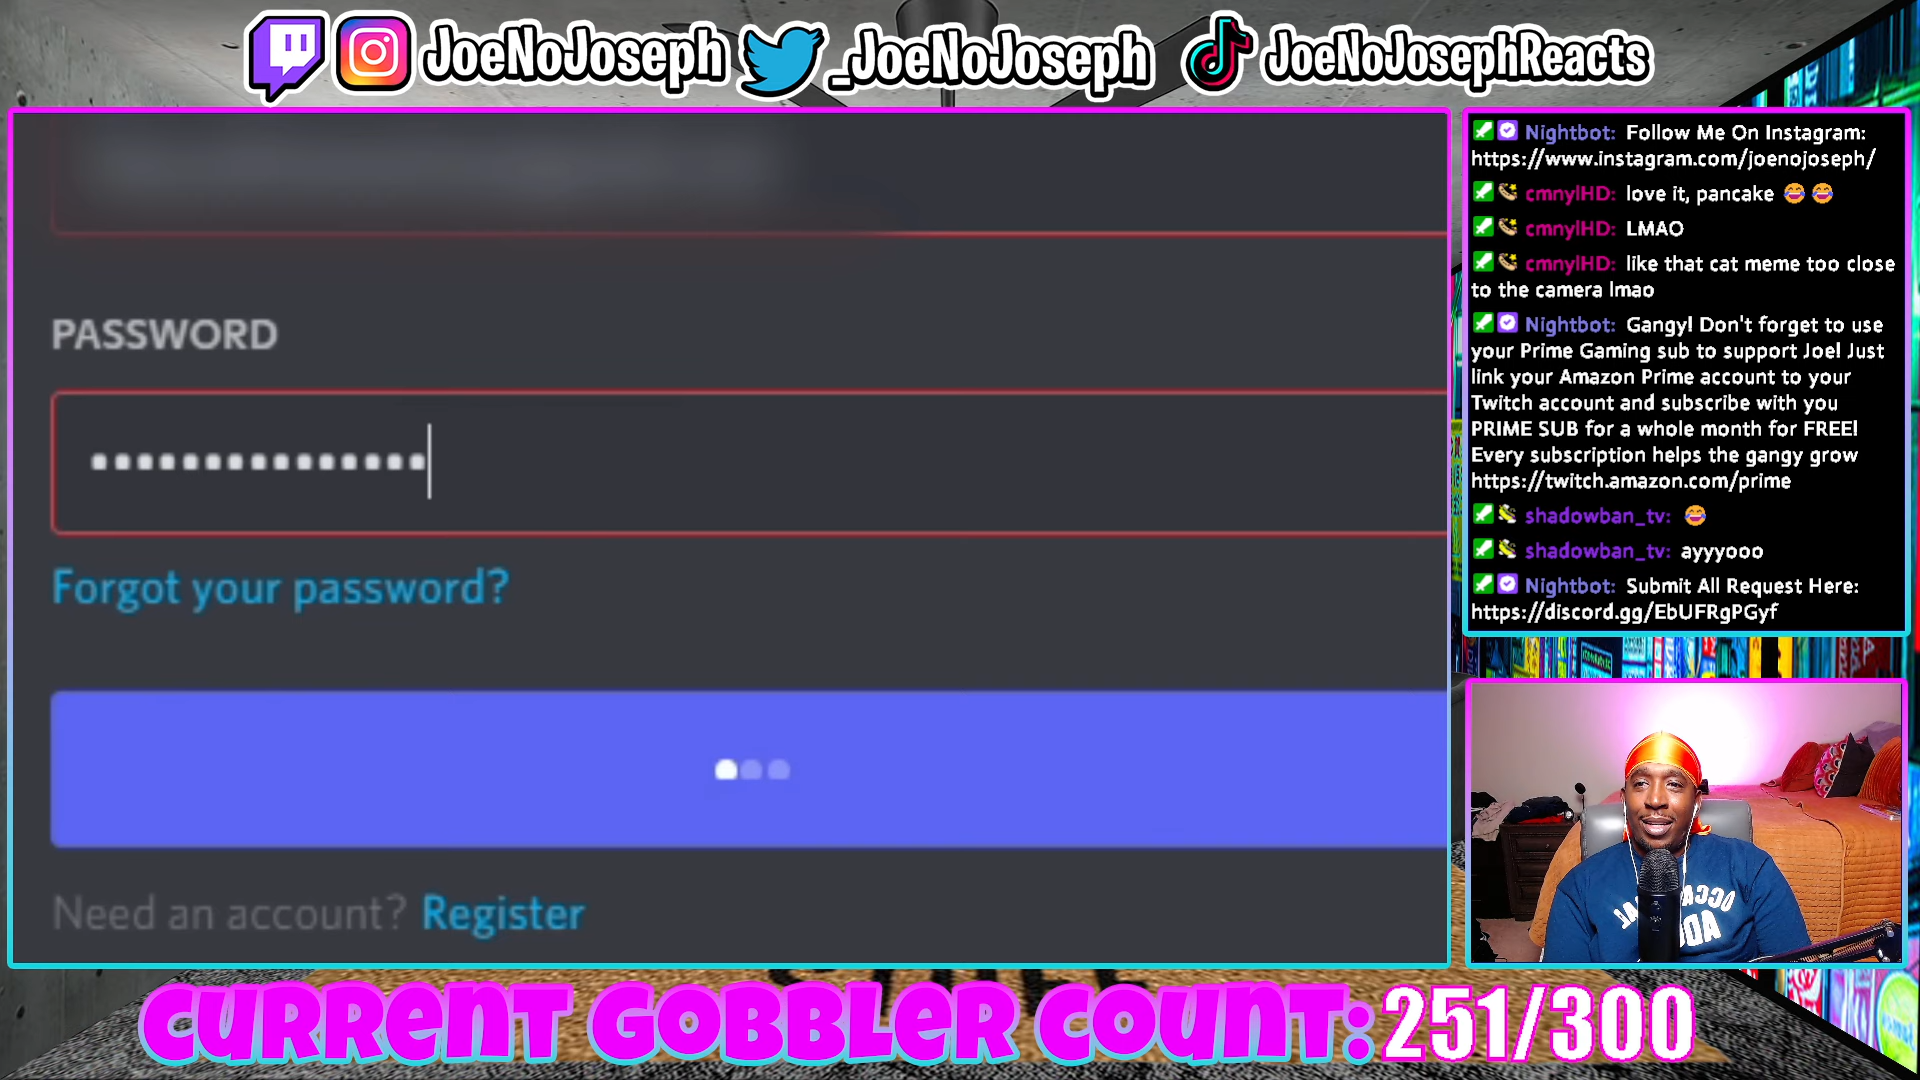 JoeNoJoseph
_JoeNoJoseph
JoeNoJosephReacts
PASSWORD
Forgot your password?
Need an account? Register
Nightbot: Follow Me On Instagram:
https://www.instagram.com/joenojoseph/
cmnylHD: love it, pancake 😂 😂
cmnylHD: LMAO
cmnylHD: like that cat meme too close
to the camera lmao
Nightbot: Gangy! Don't forget to use
your Prime Gaming sub to support Joe! Just
link your Amazon Prime account to your
Twitch account and subscribe with you
PRIME SUB for a whole month for FREE!
Every subscription helps the gangy grow
https://twitch.amazon.com/prime
shadowban_tv: 😂
shadowban_tv: ayyyooo
Nightbot: Submit All Request Here:
https://discord.gg/EbUFRgPGyf
CURRENT GOBBLER COUNT: 251/300